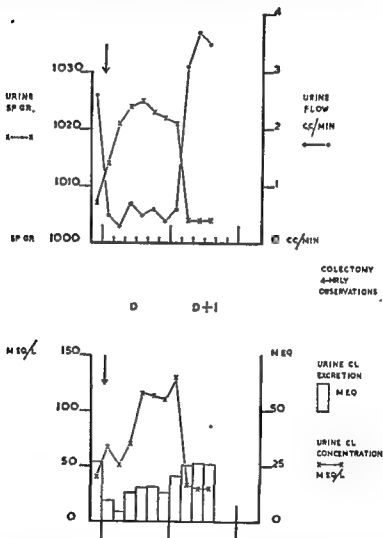 4
1030
3
URINE
SP GR.
x—x
URINE
FLOW
CC/MIN
1020
2
1010
1
SP GR
1000
0
CC/MIN
COLECTOMY
4-HRLY
OBSERVATIONS
D
D+1
MEQ/L
150
MEQ
URINE CL
EXCRETION
MEQ
100
50
URINE CL
CONCENTRATION
x—x
MEQ/L
50
25
0
0